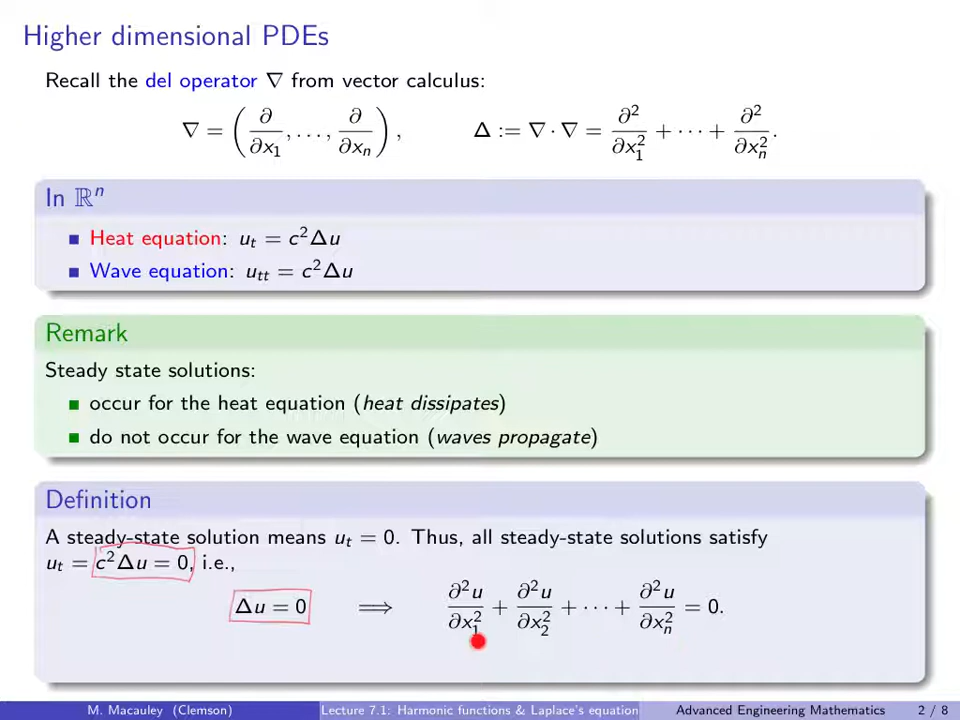 Higher dimensional PDEs
Recall the del operator ∇ from vector calculus:
∇ = (∂/∂x₁, . . . , ∂/∂xₙ), Δ := ∇ · ∇ = ∂²/∂x₁² + · · · + ∂²/∂xₙ².
In ℝⁿ
Heat equation: uₜ = c²Δu
Wave equation: uₜₜ = c²Δu
Remark
Steady state solutions:
occur for the heat equation (heat dissipates)
do not occur for the wave equation (waves propagate)
Definition
A steady-state solution means uₜ = 0. Thus, all steady-state solutions satisfy
uₜ = c²Δu = 0, i.e.,
Δu = 0 ⟹ ∂²u/∂x₁² + ∂²u/∂x₂² + · · · + ∂²u/∂xₙ² = 0.
M. Macauley (Clemson) Lecture 7.1: Harmonic functions & Laplace's equation Advanced Engineering Mathematics 2 / 8